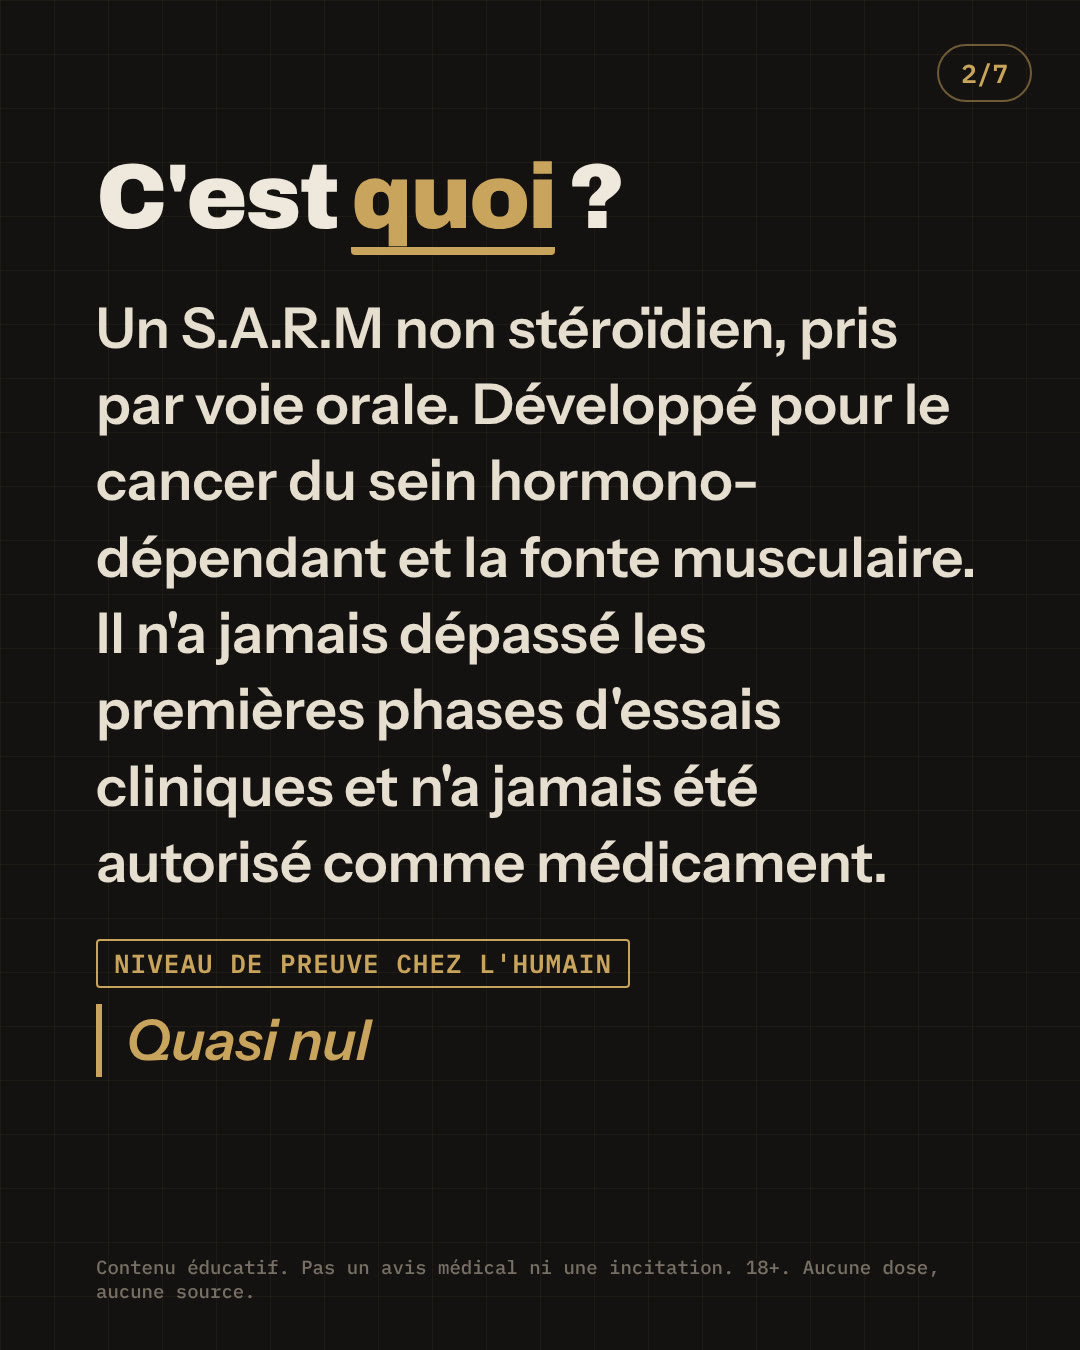 2/7
C'est quoi ?
Un S.A.R.M non stéroïdien, pris
par voie orale. Développé pour le
cancer du sein hormono-
dépendant et la fonte musculaire.
Il n'a jamais dépassé les
premières phases d'essais
cliniques et n'a jamais été
autorisé comme médicament.
NIVEAU DE PREUVE CHEZ L'HUMAIN
Quasi nul
Contenu éducatif. Pas un avis médical ni une incitation. 18+. Aucune dose,
aucune source.